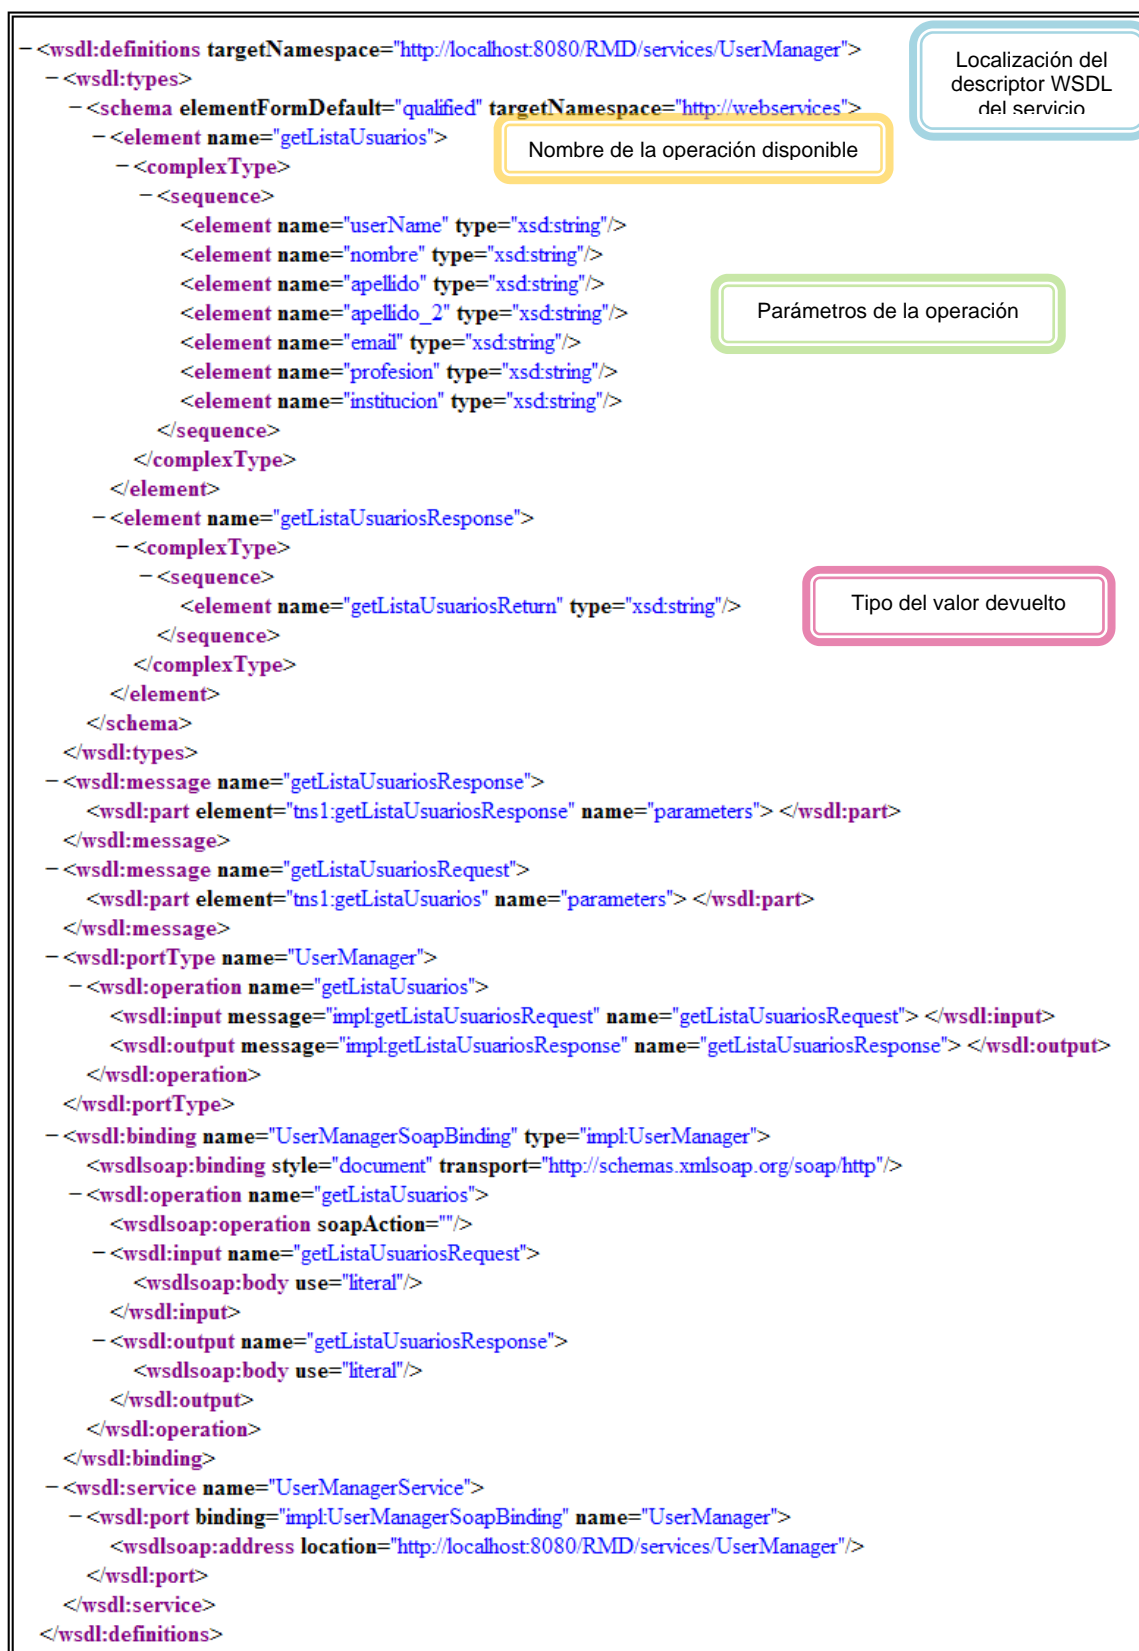 − <wsdl:definitions targetNamespace="http://localhost:8080/RMD/services/UserManager">
Localización del
descriptor WSDL
del servicio
− <wsdl:types>
− <schema elementFormDefault="qualified" targetNamespace="http://webservices">
− <element name="getListaUsuarios">
Nombre de la operación disponible
− <complexType>
− <sequence>
<element name="userName" type="xsd:string"/>
<element name="nombre" type="xsd:string"/>
<element name="apellido" type="xsd:string"/>
<element name="apellido_2" type="xsd:string"/>
Parámetros de la operación
<element name="email" type="xsd:string"/>
<element name="profesion" type="xsd:string"/>
<element name="institucion" type="xsd:string"/>
</sequence>
</complexType>
</element>
− <element name="getListaUsuariosResponse">
− <complexType>
− <sequence>
<element name="getListaUsuariosReturn" type="xsd:string"/>
Tipo del valor devuelto
</sequence>
</complexType>
</element>
</schema>
</wsdl:types>
− <wsdl:message name="getListaUsuariosResponse">
<wsdl:part element="tns1:getListaUsuariosResponse" name="parameters"> </wsdl:part>
</wsdl:message>
− <wsdl:message name="getListaUsuariosRequest">
<wsdl:part element="tns1:getListaUsuarios" name="parameters"> </wsdl:part>
</wsdl:message>
− <wsdl:portType name="UserManager">
− <wsdl:operation name="getListaUsuarios">
<wsdl:input message="impl:getListaUsuariosRequest" name="getListaUsuariosRequest"> </wsdl:input>
<wsdl:output message="impl:getListaUsuariosResponse" name="getListaUsuariosResponse"> </wsdl:output>
</wsdl:operation>
</wsdl:portType>
− <wsdl:binding name="UserManagerSoapBinding" type="impl:UserManager">
<wsdlsoap:binding style="document" transport="http://schemas.xmlsoap.org/soap/http"/>
− <wsdl:operation name="getListaUsuarios">
<wsdlsoap:operation soapAction=""/>
− <wsdl:input name="getListaUsuariosRequest">
<wsdlsoap:body use="literal"/>
</wsdl:input>
− <wsdl:output name="getListaUsuariosResponse">
<wsdlsoap:body use="literal"/>
</wsdl:output>
</wsdl:operation>
</wsdl:binding>
− <wsdl:service name="UserManagerService">
− <wsdl:port binding="impl:UserManagerSoapBinding" name="UserManager">
<wsdlsoap:address location="http://localhost:8080/RMD/services/UserManager"/>
</wsdl:port>
</wsdl:service>
</wsdl:definitions>